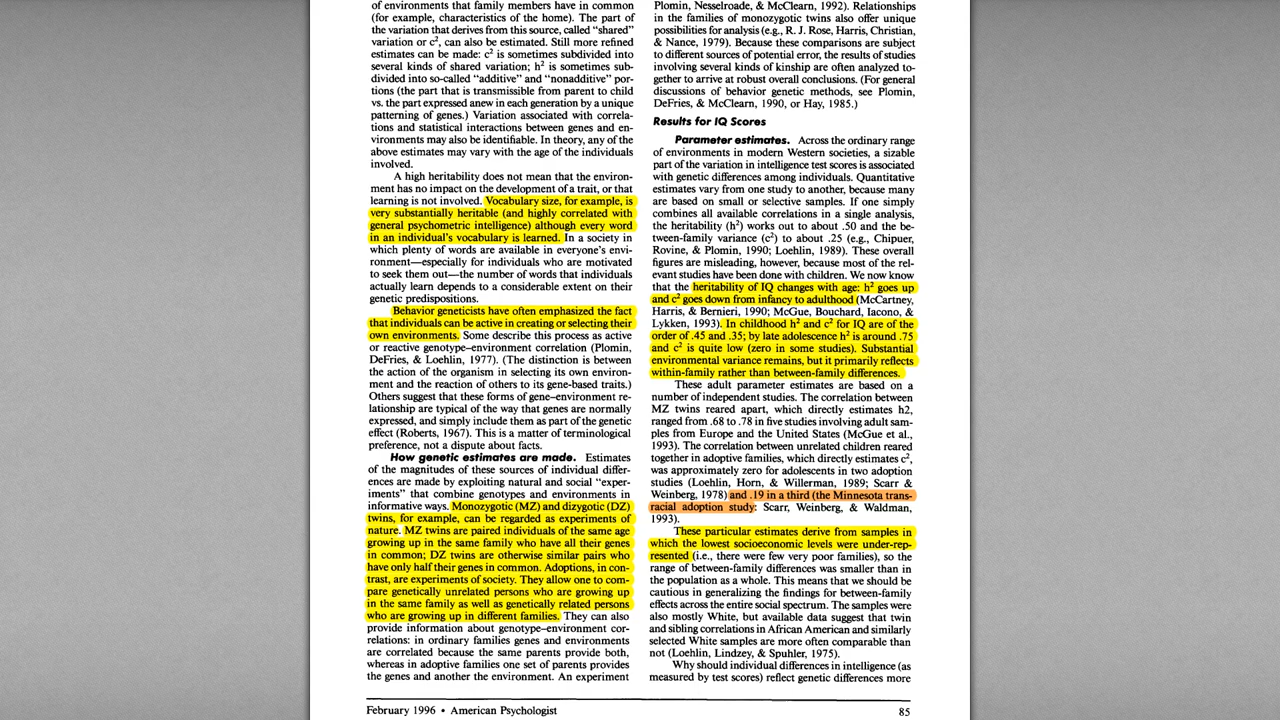 of environments that family members have in common
(for example, characteristics of the home). The part of
the variation that derives from this source, called “shared”
variation or c², can also be estimated. Still more refined
estimates can be made: c² is sometimes subdivided into
several kinds of shared variation; h² is sometimes sub-
divided into so-called “additive” and “nonadditive” por-
tions (the part that is transmissible from parent to child
vs. the part expressed anew in each generation by a unique
patterning of genes.) Variation associated with correla-
tions and statistical interactions between genes and en-
vironments may also be identifiable. In theory, any of the
above estimates may vary with the age of the individuals
involved.
A high heritability does not mean that the environ-
ment has no impact on the development of a trait, or that
learning is not involved. Vocabulary size, for example, is
very substantially heritable (and highly correlated with
general psychometric intelligence) although every word
in an individual's vocabulary is learned. In a society in
which plenty of words are available in everyone's envi-
ronment—especially for individuals who are motivated
to seek them out—the number of words that individuals
actually learn depends to a considerable extent on their
genetic predispositions.
Behavior geneticists have often emphasized the fact
that individuals can be active in creating or selecting their
own environments. Some describe this process as active
or reactive genotype–environment correlation (Plomin,
DeFries, & Loehlin, 1977). (The distinction is between
the action of the organism in selecting its own environ-
ment and the reaction of others to its gene-based traits.)
Others suggest that these forms of gene–environment re-
lationship are typical of the way that genes are normally
expressed, and simply include them as part of the genetic
effect (Roberts, 1967). This is a matter of terminological
preference, not a dispute about facts.
How genetic estimates are made. Estimates
of the magnitudes of these sources of individual differ-
ences are made by exploiting natural and social “exper-
iments” that combine genotypes and environments in
informative ways. Monozygotic (MZ) and dizygotic (DZ)
twins, for example, can be regarded as experiments of
nature. MZ twins are paired individuals of the same age
growing up in the same family who have all their genes
in common; DZ twins are otherwise similar pairs who
have only half their genes in common. Adoptions, in con-
trast, are experiments of society. They allow one to com-
pare genetically unrelated persons who are growing up
in the same family as well as genetically related persons
who are growing up in different families. They can also
provide information about genotype–environment cor-
relations: in ordinary families genes and environments
are correlated because the same parents provide both,
whereas in adoptive families one set of parents provides
the genes and another the environment. An experiment
Plomin, Nesselroade, & McClearn, 1992). Relationships
in the families of monozygotic twins also offer unique
possibilities for analysis (e.g., R. J. Rose, Harris, Christian,
& Nance, 1979). Because these comparisons are subject
to different sources of potential error, the results of studies
involving several kinds of kinship are often analyzed to-
gether to arrive at robust overall conclusions. (For general
discussions of behavior genetic methods, see Plomin,
DeFries, & McClearn, 1990, or Hay, 1985.)
Results for IQ Scores
Parameter estimates. Across the ordinary range
of environments in modern Western societies, a sizable
part of the variation in intelligence test scores is associated
with genetic differences among individuals. Quantitative
estimates vary from one study to another, because many
are based on small or selective samples. If one simply
combines all available correlations in a single analysis,
the heritability (h²) works out to about .50 and the be-
tween-family variance (c²) to about .25 (e.g., Chipuer,
Rovine, & Plomin, 1990; Loehlin, 1989). These overall
figures are misleading, however, because most of the rel-
evant studies have been done with children. We now know
that the heritability of IQ changes with age: h² goes up
and c² goes down from infancy to adulthood (McCartney,
Harris, & Bernieri, 1990; McGue, Bouchard, Iacono, &
Lykken, 1993). In childhood h² and c² for IQ are of the
order of .45 and .35; by late adolescence h² is around .75
and c² is quite low (zero in some studies). Substantial
environmental variance remains, but it primarily reflects
within-family rather than between-family differences.
These adult parameter estimates are based on a
number of independent studies. The correlation between
MZ twins reared apart, which directly estimates h2,
ranged from .68 to .78 in five studies involving adult sam-
ples from Europe and the United States (McGue et al.,
1993). The correlation between unrelated children reared
together in adoptive families, which directly estimates c²,
was approximately zero for adolescents in two adoption
studies (Loehlin, Horn, & Willerman, 1989; Scarr &
Weinberg, 1978) and .19 in a third (the Minnesota trans-
racial adoption study: Scarr, Weinberg, & Waldman,
1993).
These particular estimates derive from samples in
which the lowest socioeconomic levels were under-rep-
resented (i.e., there were few very poor families), so the
range of between-family differences was smaller than in
the population as a whole. This means that we should be
cautious in generalizing the findings for between-family
effects across the entire social spectrum. The samples were
also mostly White, but available data suggest that twin
and sibling correlations in African American and similarly
selected White samples are more often comparable than
not (Loehlin, Lindzey, & Spuhler, 1975).
Why should individual differences in intelligence (as
measured by test scores) reflect genetic differences more
February 1996 • American Psychologist
85